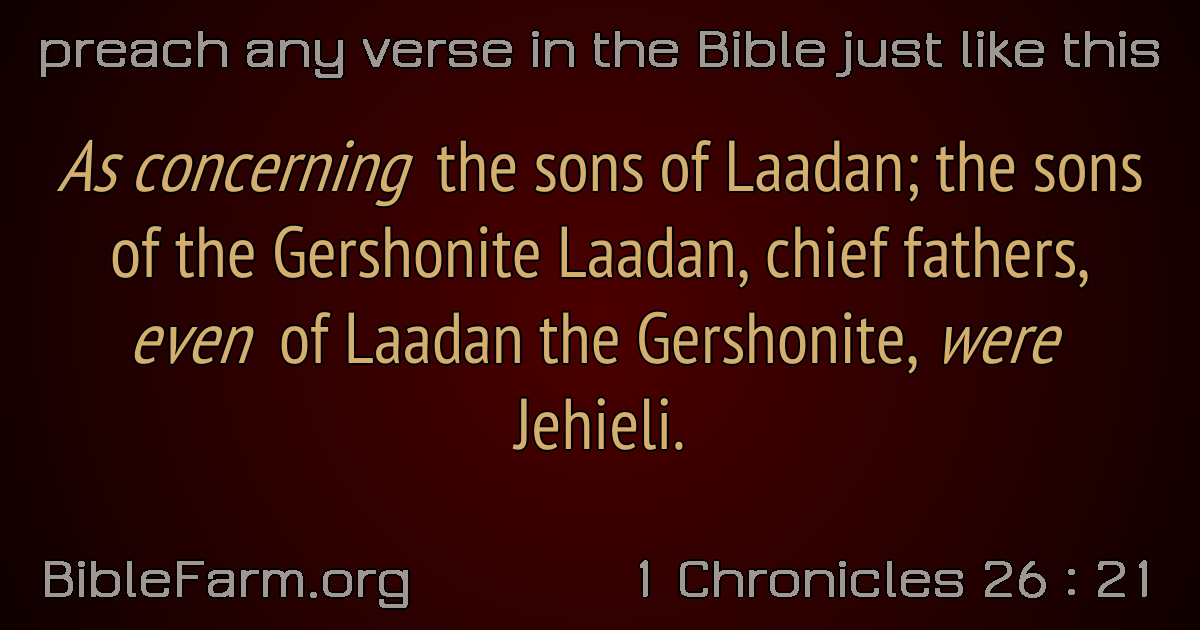 preach any verse in the Bible just like this
As concerning the sons of Laadan; the sons
of the Gershonite Laadan, chief fathers,
even of Laadan the Gershonite, were
Jehieli.
BibleFarm.org
1 Chronicles 26 : 21